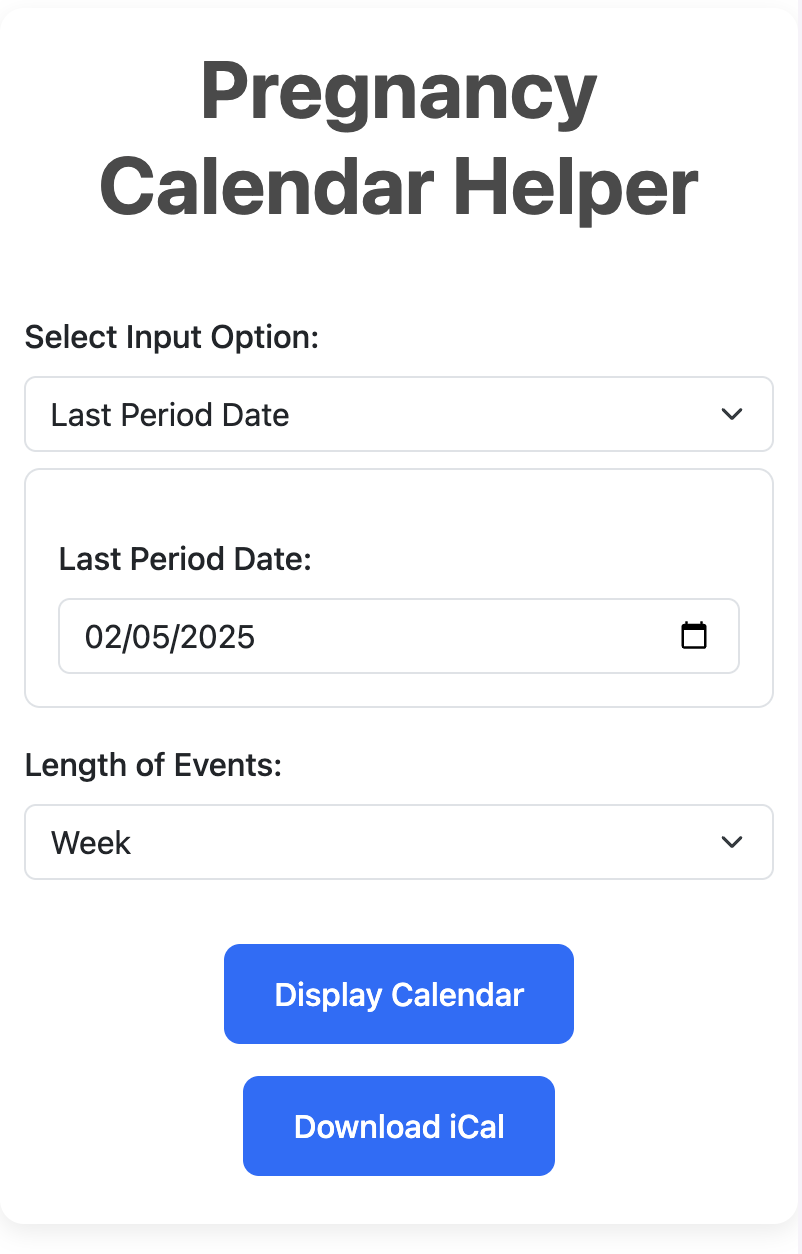 Pregnancy
Calendar Helper
Select Input Option:
Last Period Date
Last Period Date:
02/05/2025
Length of Events:
Week
Display Calendar
Download iCal